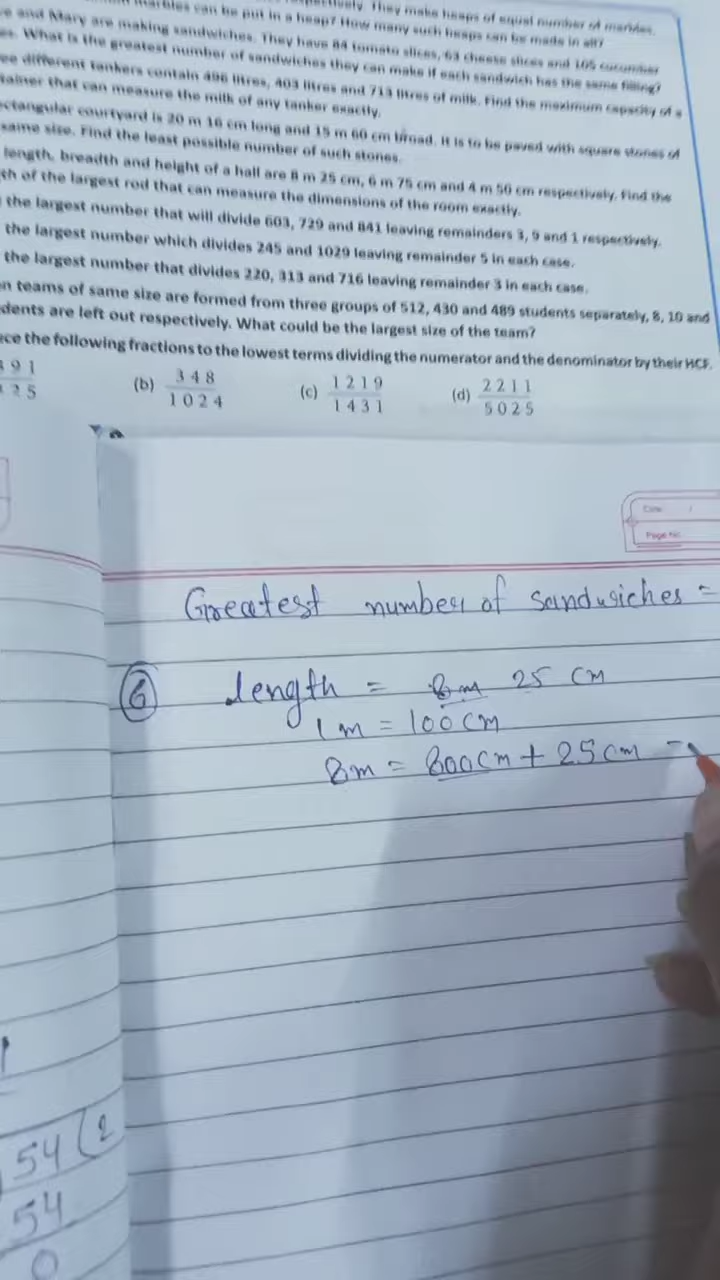 marbles can be put in a heap? How many such heaps can be made in all?
e and Mary are making sandwiches. They have 84 tomato slices, 63 cheese slices and 105 cucumber
What is the greatest number of sandwiches they can make if each sandwich has the same filling?
ee different tankers contain 496 litres, 403 litres and 713 litres of milk. Find the maximum capacity of a
tainer that can measure the milk of any tanker exactly.
ectangular courtyard is 20 m 16 cm long and 15 m 60 cm broad. It is to be paved with square stones of
same size. Find the least possible number of such stones.
length, breadth and height of a hall are 8 m 25 cm, 6 m 75 cm and 4 m 50 cm respectively. Find the
th of the largest rod that can measure the dimensions of the room exactly.
the largest number that will divide 603, 729 and 841 leaving remainders 3, 9 and 1 respectively.
the largest number which divides 245 and 1029 leaving remainder 5 in each case.
the largest number that divides 220, 313 and 716 leaving remainder 3 in each case.
n teams of same size are formed from three groups of 512, 430 and 489 students separately, 8, 10 and
dents are left out respectively. What could be the largest size of the team?
ce the following fractions to the lowest terms dividing the numerator and the denominator by their HCF.
91 (b) 348 (c) 1219 (d) 2211
25 1024 1431 5025
Page No
Greatest number of sandwiches =
6 length = 8m 25 cm
1 m = 100 cm
8m = 800cm + 25cm =
54 ( 2
54
0